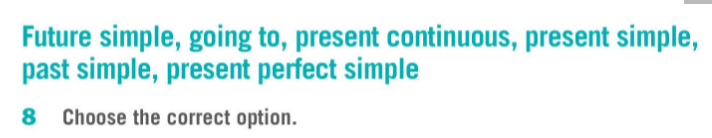 Future simple, going to, present continuous, present simple,
past simple, present perfect simple
8 Choose the correct option.